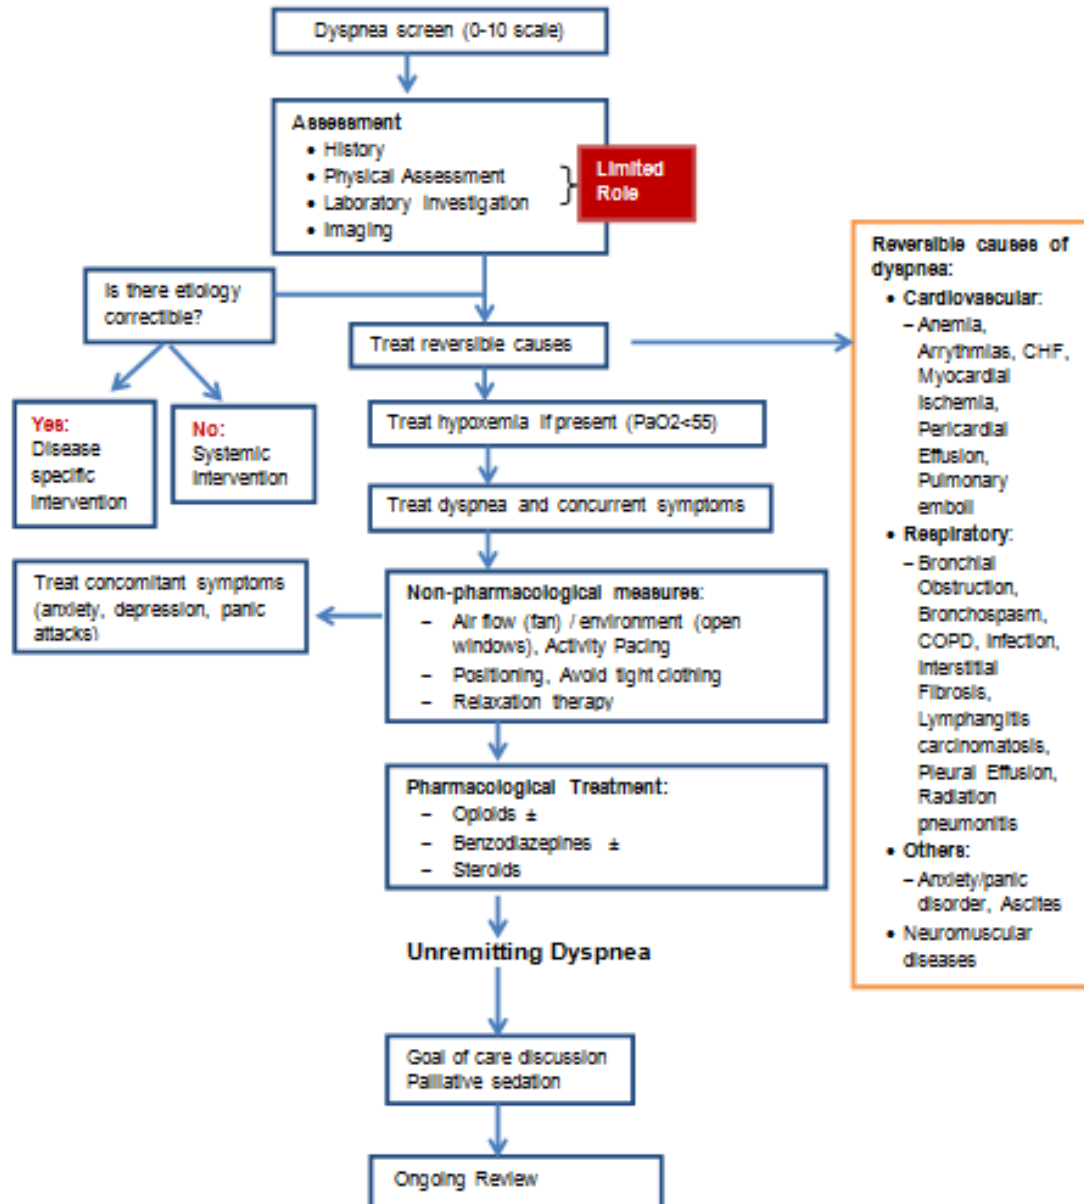 Dyspnea screen (0-10 scale)
Assessment
• History
• Physical Assessment
• Laboratory Investigation
• Imaging
Limited
Role
Is there etiology
correctible?
Treat reversible causes
Yes:
Disease
specific
intervention
No:
Systemic
Intervention
Treat hypoxemia if present (PaO2<55)
Treat dyspnea and concurrent symptoms
Treat concomitant symptoms
(anxiety, depression, panic
attacks)
Non-pharmacological measures:
– Air flow (fan) / environment (open
windows), Activity Pacing
– Positioning, Avoid tight clothing
– Relaxation therapy
Pharmacological Treatment:
– Opioids ±
– Benzodiazepines ±
– Steroids
Unremitting Dyspnea
Goal of care discussion
Palliative sedation
Ongoing Review
Reversible causes of
dyspnea:
• Cardiovascular:
– Anemia,
Arrythmias, CHF,
Myocardial
Ischemia,
Pericardial
Effusion,
Pulmonary
emboli
• Respiratory:
– Bronchial
Obstruction,
Bronchospasm,
COPD, Infection,
Interstitial
Fibrosis,
Lymphangitis
carcinomatosis,
Pleural Effusion,
Radiation
pneumonitis
• Others:
– Anxiety/panic
disorder, Ascites
• Neuromuscular
diseases